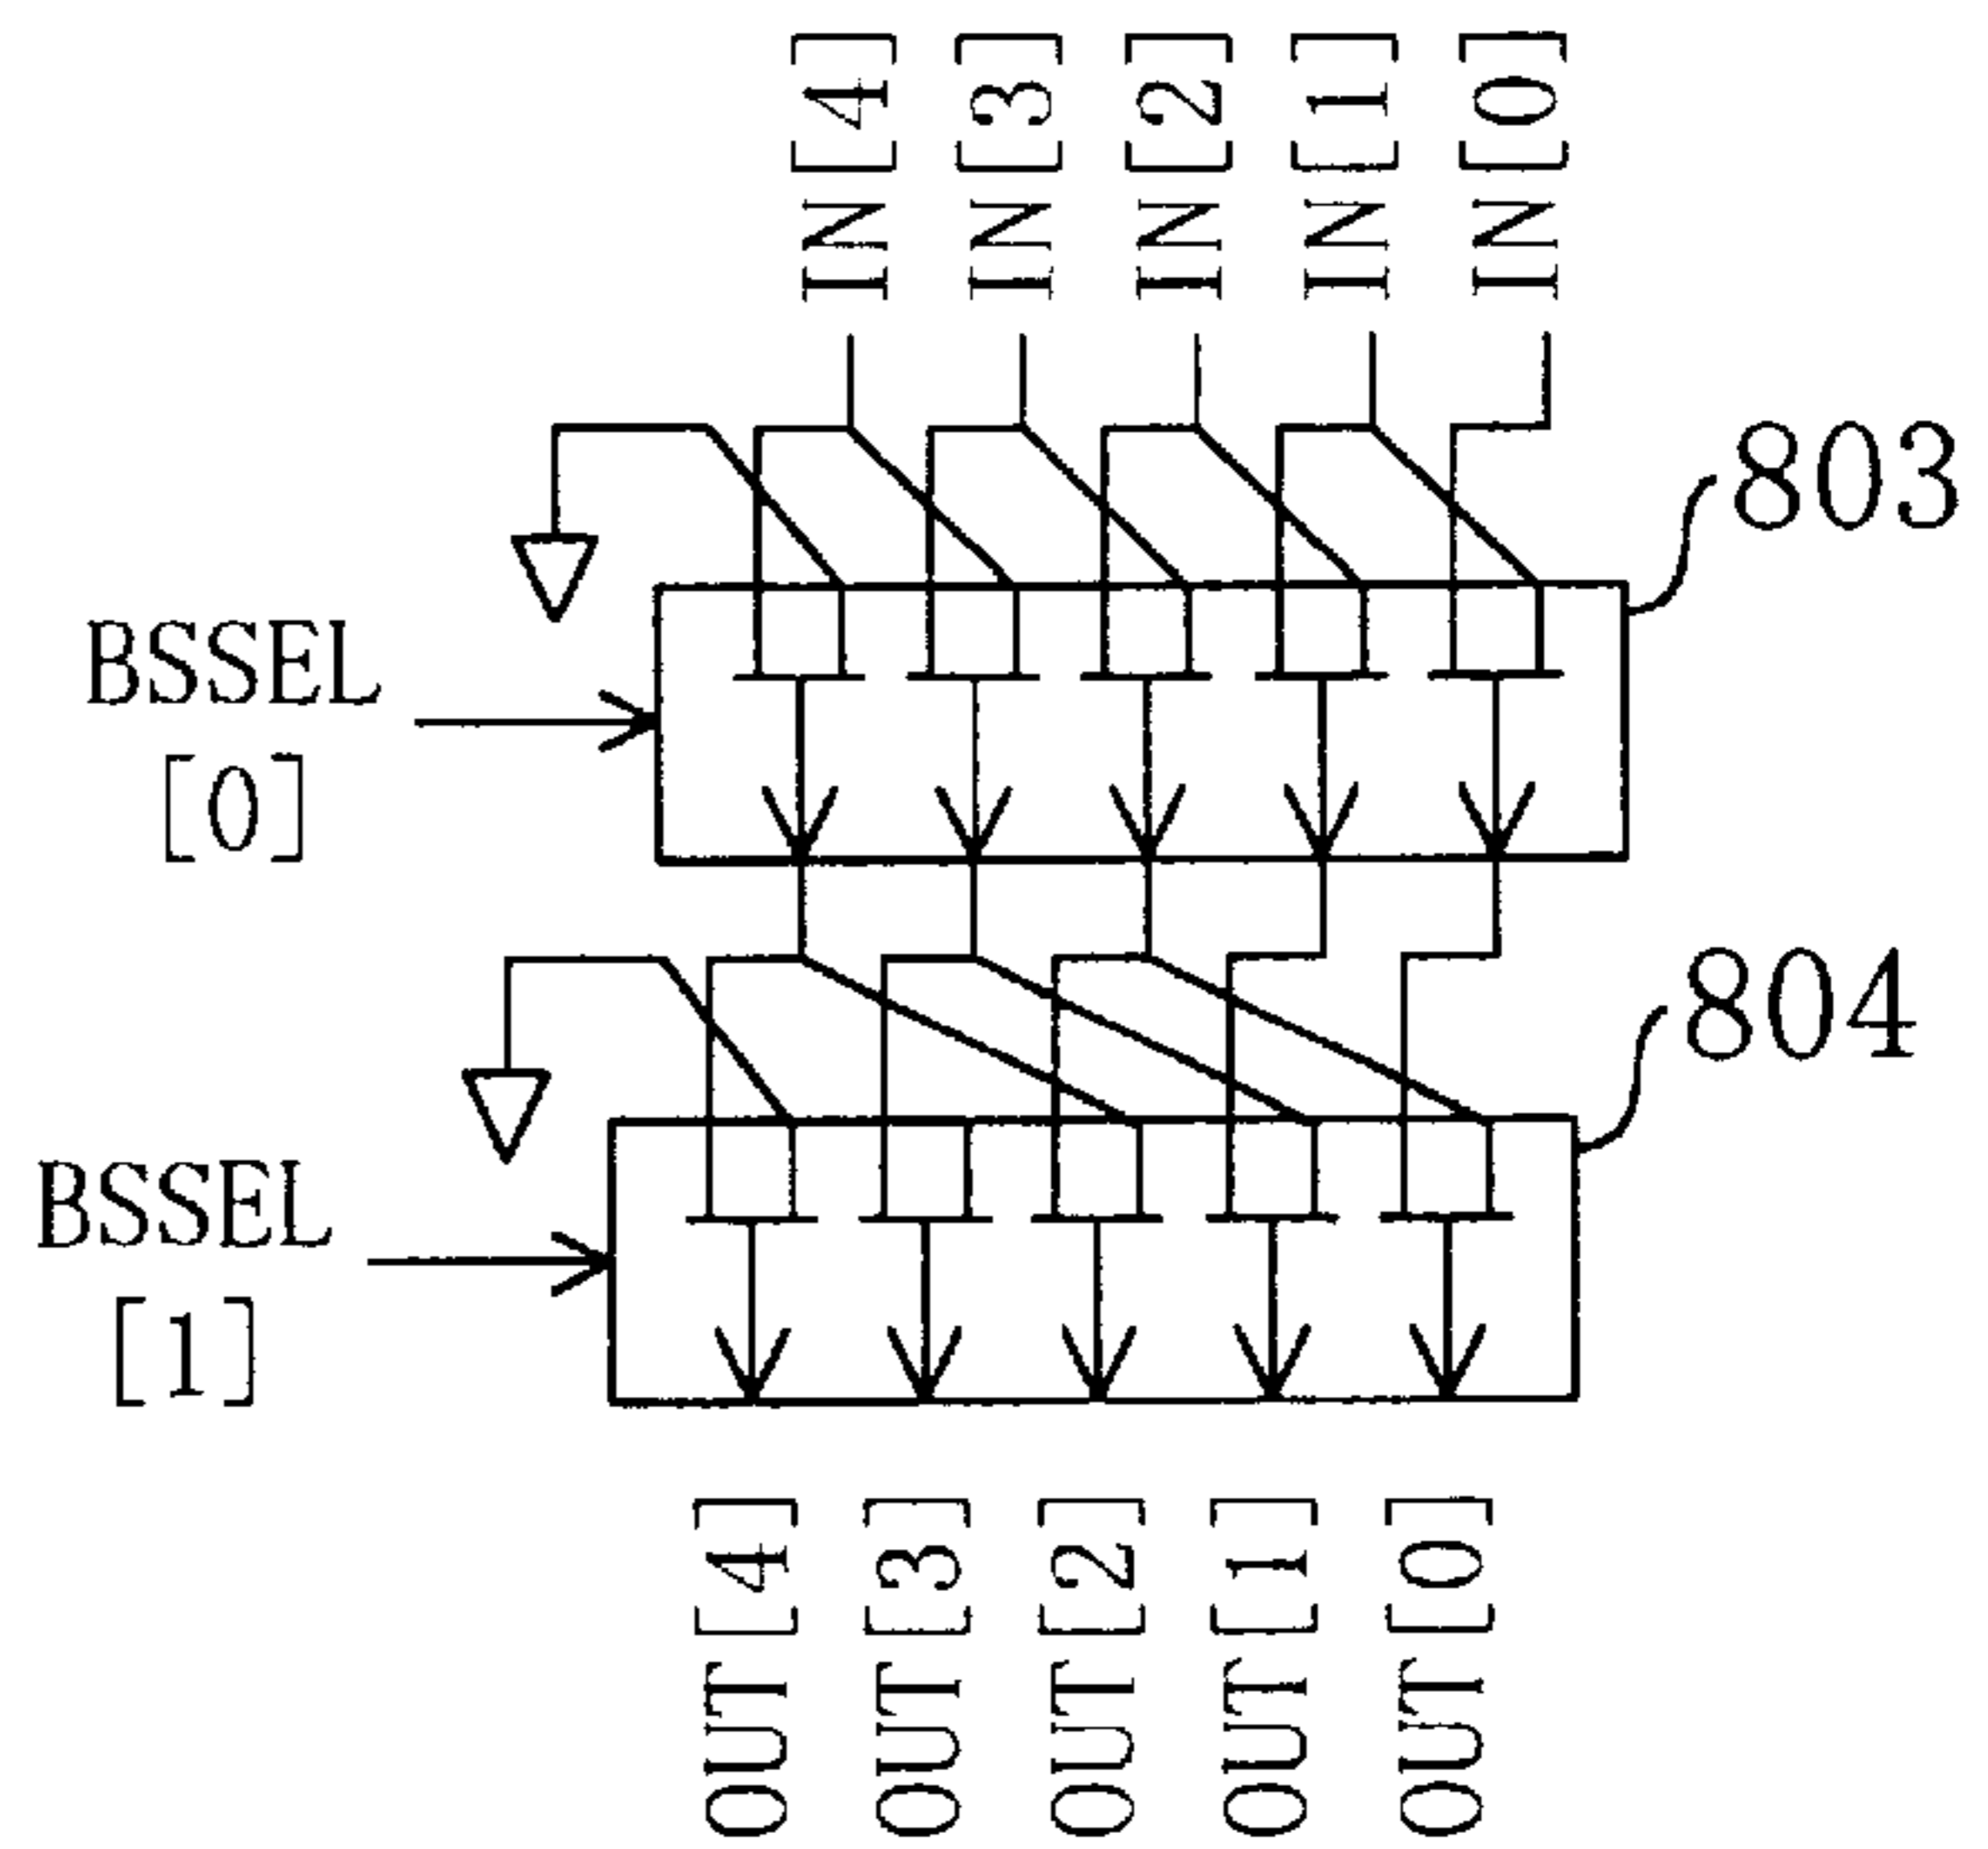 IN[4]
IN[3]
IN[2]
IN[1]
IN[0]
803
BSSEL
[0]
804
BSSEL
[1]
OUT[4]
OUT[3]
OUT[2]
OUT[1]
OUT[0]